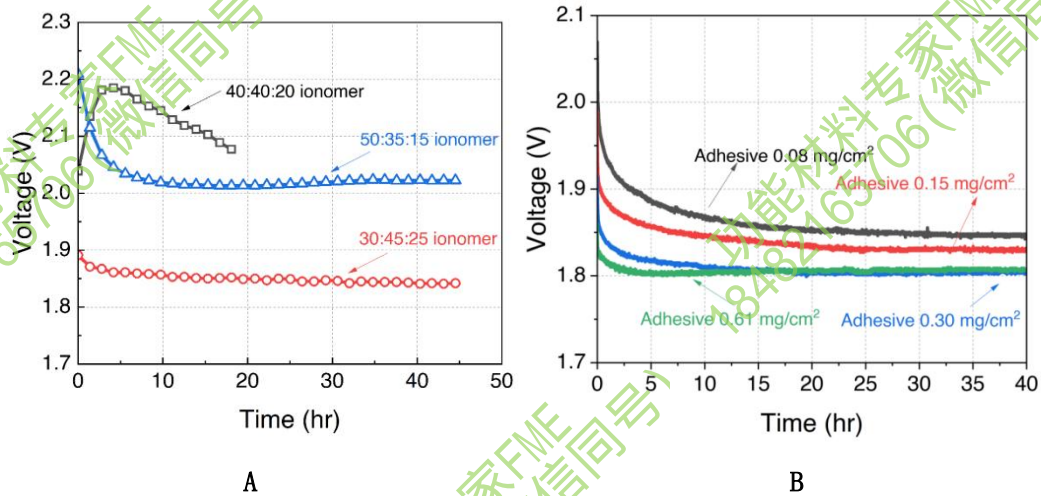 2.3
2.2
2.1
2.0
1.9
1.8
1.7
Voltage (V)
0
10
20
30
40
50
Time (hr)
40:40:20 ionomer
50:35:15 ionomer
30:45:25 ionomer
A
2.1
2.0
1.9
1.8
1.7
Voltage (V)
0
5
10
15
20
25
30
35
40
Time (hr)
Adhesive 0.08 mg/cm²
Adhesive 0.15 mg/cm²
Adhesive 0.61 mg/cm²
Adhesive 0.30 mg/cm²
B
功能材料专家FME
18482165706(微信同号)